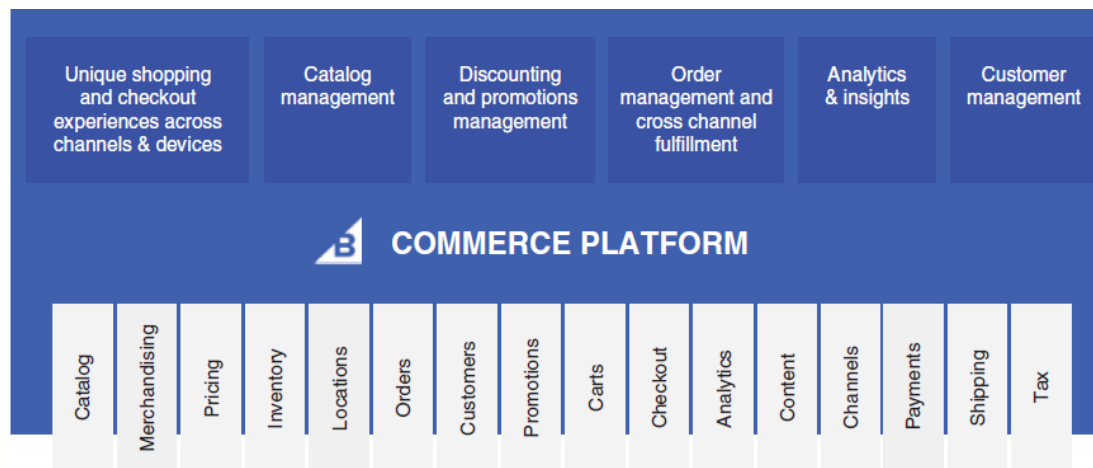 Unique shopping
and checkout
experiences across
channels & devices
Catalog
management
Discounting
and promotions
management
Order
management and
cross channel
fulfillment
Analytics
& insights
Customer
management
B
COMMERCE PLATFORM
Catalog
Merchandising
Pricing
Inventory
Locations
Orders
Customers
Promotions
Carts
Checkout
Analytics
Content
Channels
Payments
Shipping
Tax